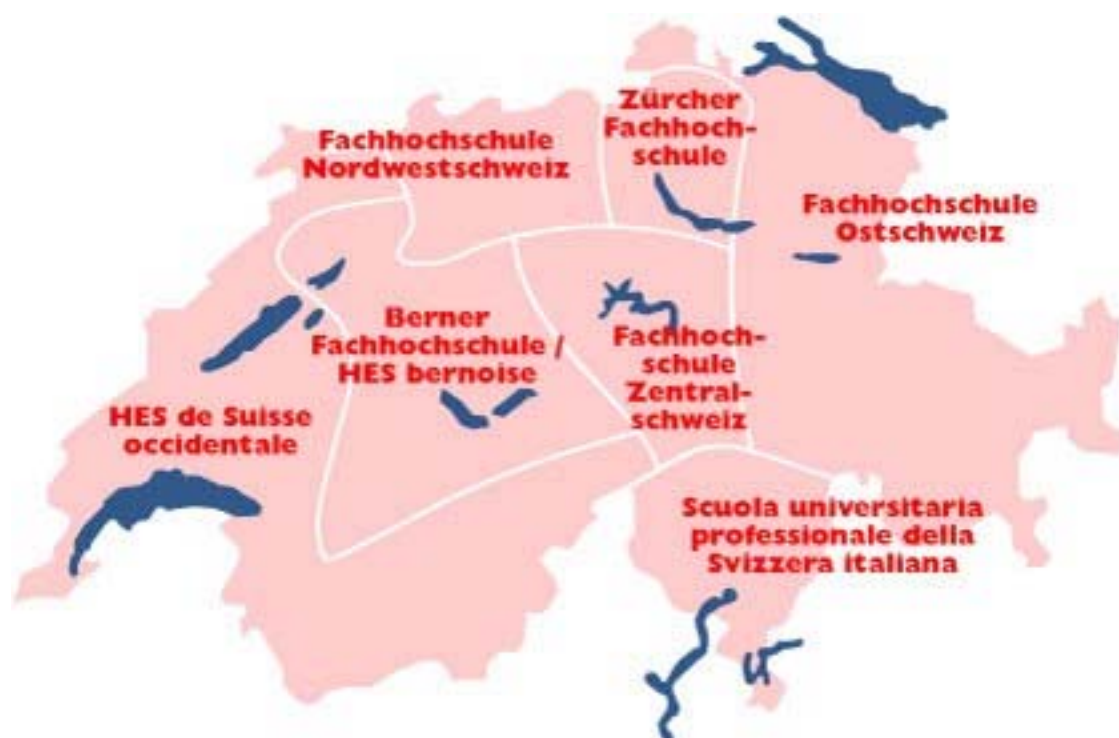 Zürcher
Fachhoch-
schule
Fachhochschule
Nordwestschweiz
Fachhochschule
Ostschweiz
Berner
Fachhochschule /
HES bernoise
Fachhoch-
schule
Zentral-
schweiz
HES de Suisse
occidentale
Scuola universitaria
professionale della
Svizzera italiana